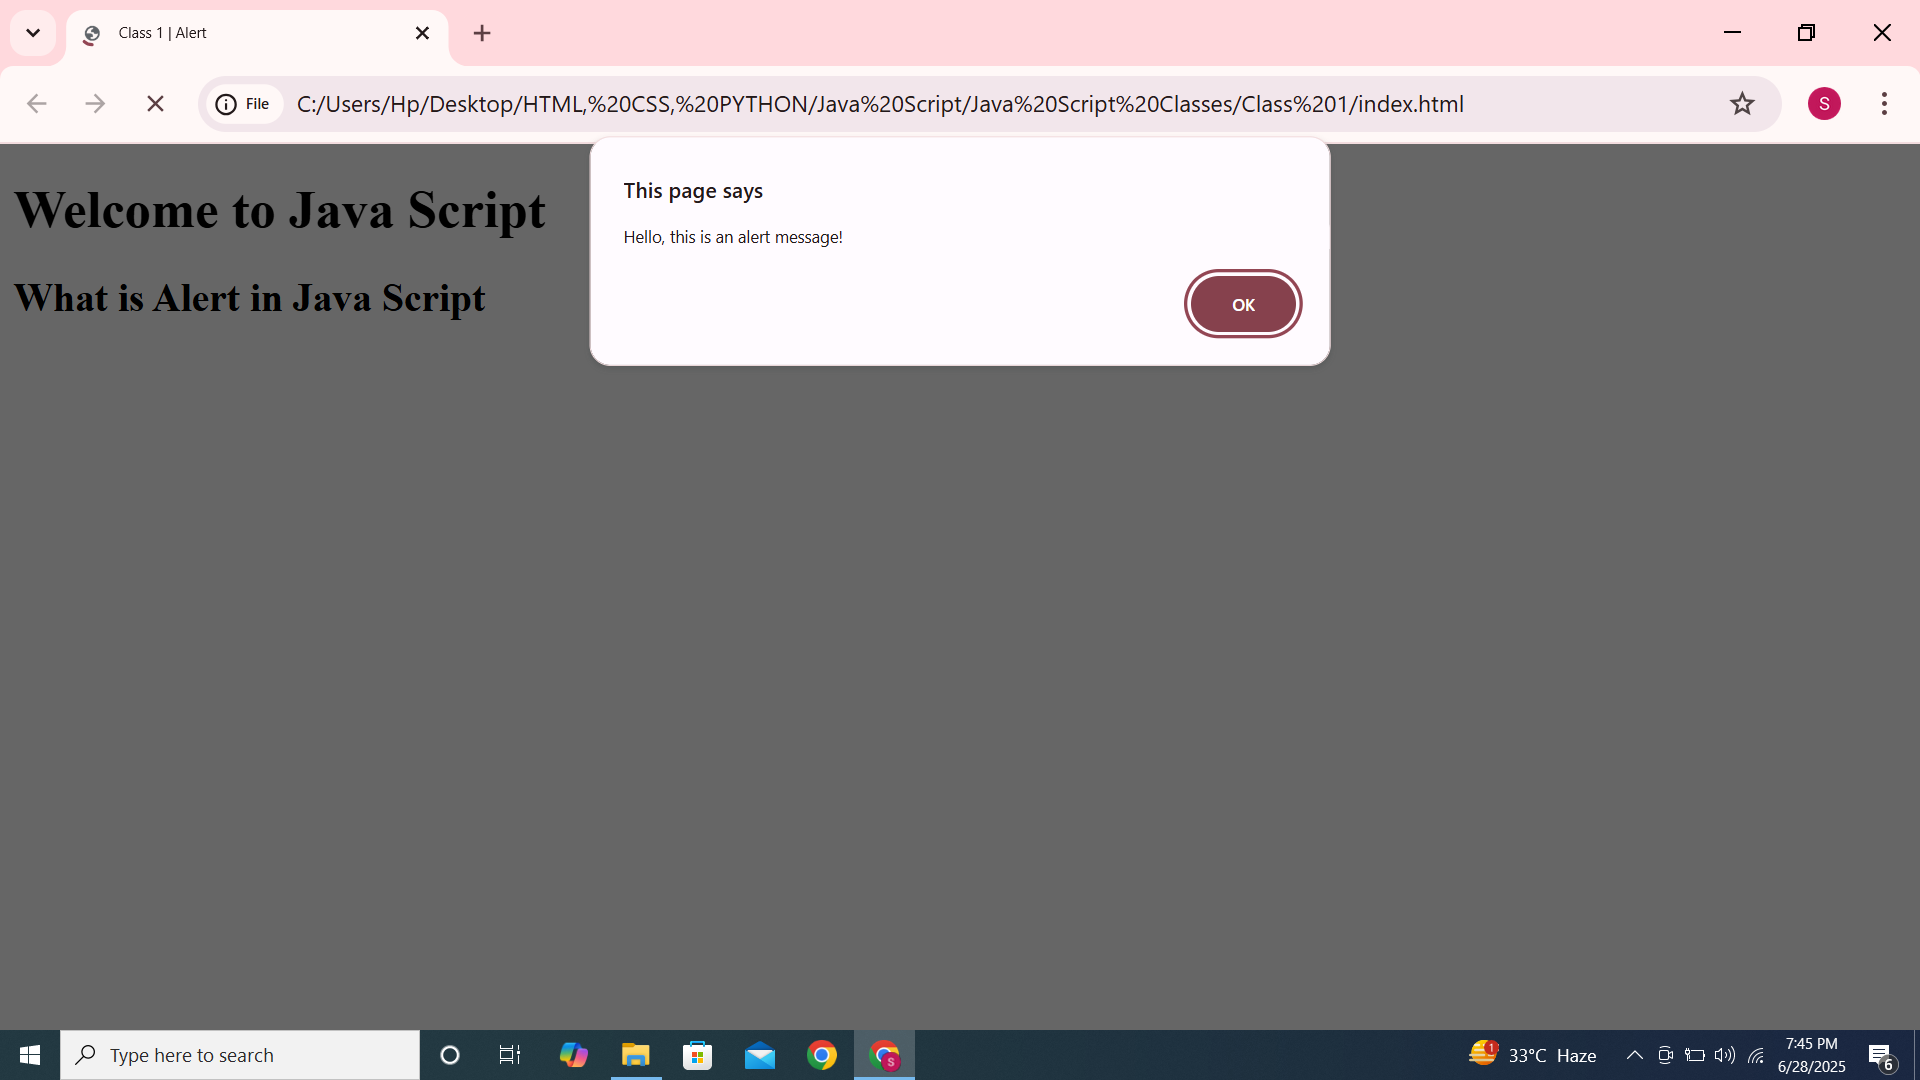 Class 1 | Alert
File
C:/Users/Hp/Desktop/HTML,%20CSS,%20PYTHON/Java%20Script/Java%20Script%20Classes/Class%201/index.html
S
This page says
Hello, this is an alert message!
OK
Welcome to Java Script
What is Alert in Java Script
Type here to search
S
1
33°C Haze
7:45 PM
6/28/2025
6